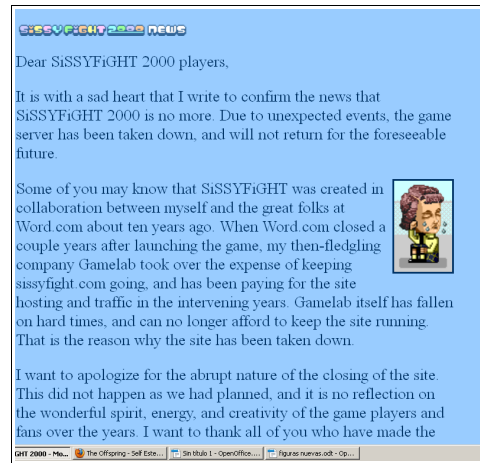 SiSSYFiGHT 2000 news
Dear SiSSYFiGHT 2000 players,
It is with a sad heart that I write to confirm the news that
SiSSYFiGHT 2000 is no more. Due to unexpected events, the game
server has been taken down, and will not return for the foreseeable
future.
Some of you may know that SiSSYFiGHT was created in
collaboration between myself and the great folks at
Word.com about ten years ago. When Word.com closed a
couple years after launching the game, my then-fledgling
company Gamelab took over the expense of keeping
sissyfight.com going, and has been paying for the site
hosting and traffic in the intervening years. Gamelab itself has fallen
on hard times, and can no longer afford to keep the site running.
That is the reason why the site has been taken down.
I want to apologize for the abrupt nature of the closing of the site.
This did not happen as we had planned, and it is no reflection on
the wonderful spirit, energy, and creativity of the game players and
fans over the years. I want to thank all of you who have made the
GHT 2000 - Mo... The Offspring - Self Este... Sin título 1 - OpenOffice.... figuras nuevas.odt - Op...